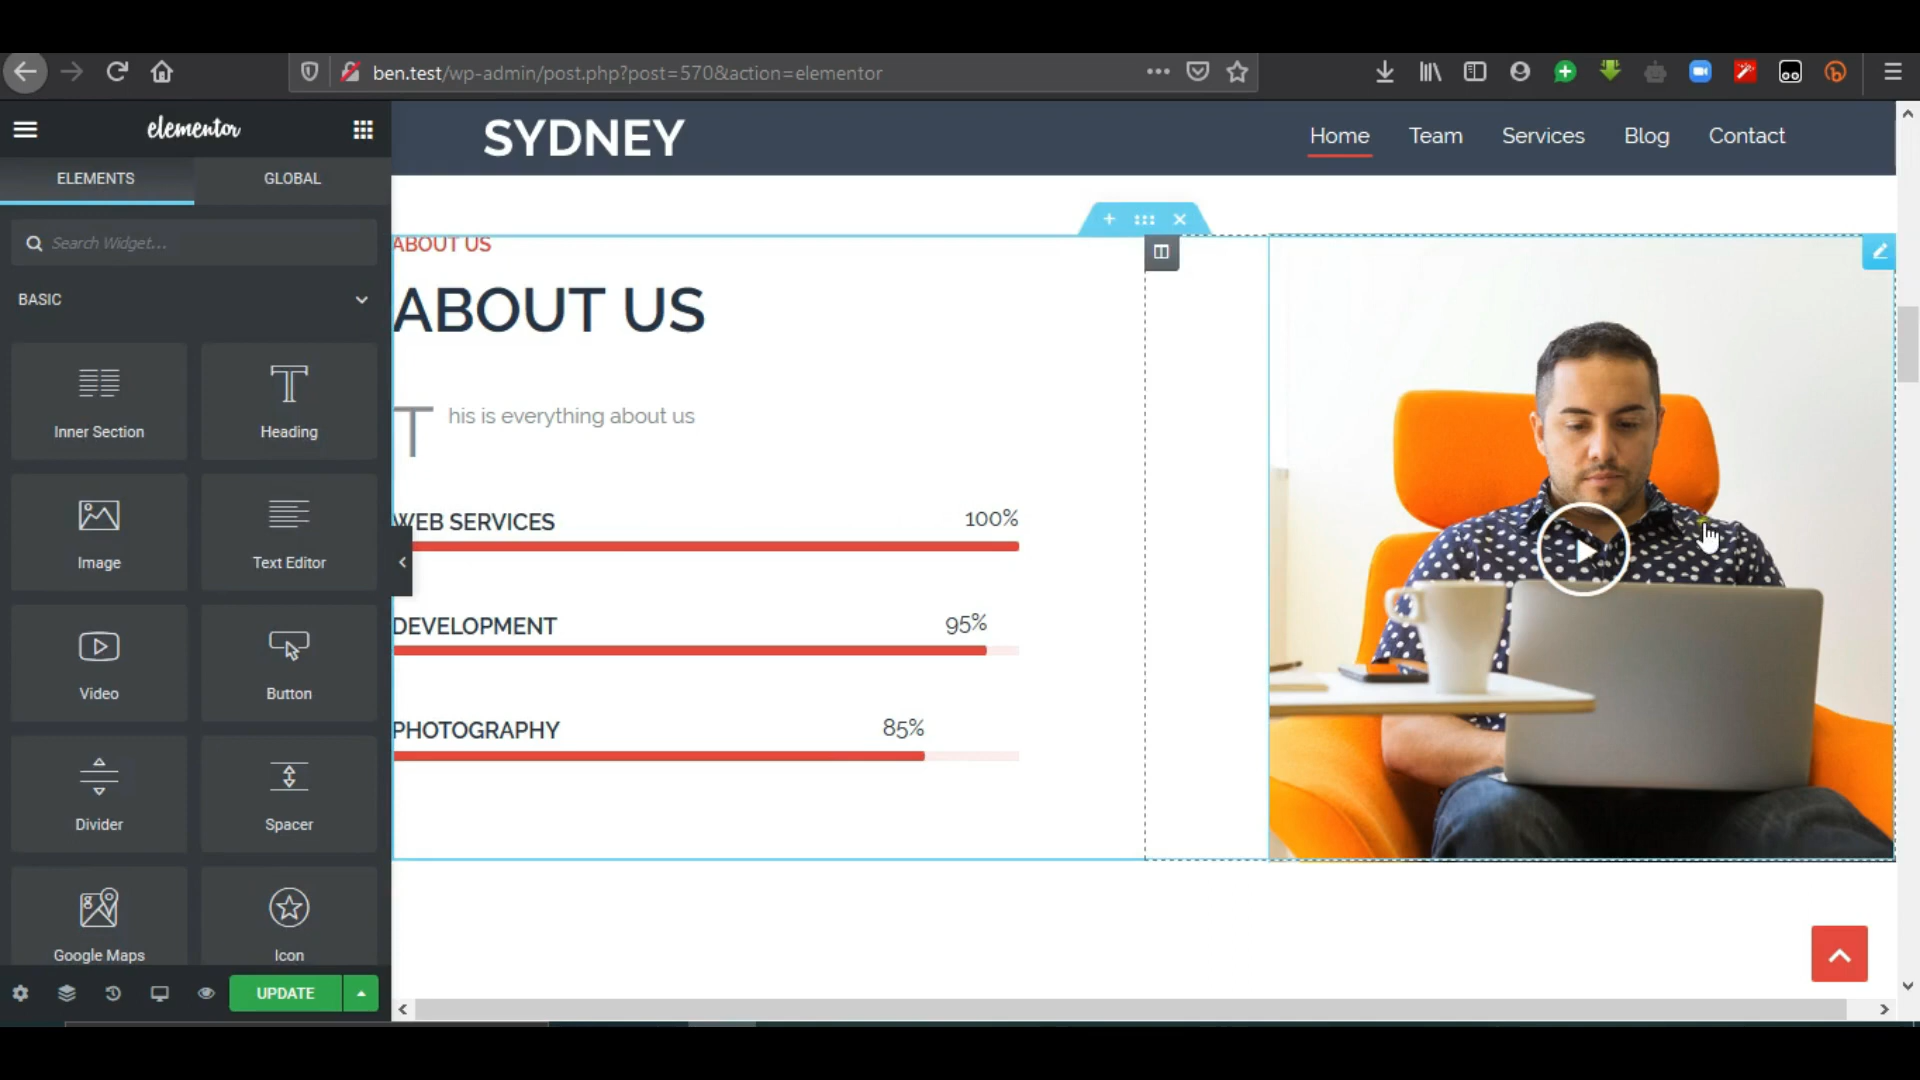 ben.test/wp-admin/post.php?post=570&action=elementor
elementor
ELEMENTS
GLOBAL
Search Widget...
BASIC
Inner Section
Heading
Image
Text Editor
Video
Button
Divider
Spacer
Google Maps
Icon
UPDATE
SYDNEY
Home
Team
Services
Blog
Contact
ABOUT US
ABOUT US
This is everything about us
WEB SERVICES
100%
DEVELOPMENT
95%
PHOTOGRAPHY
85%